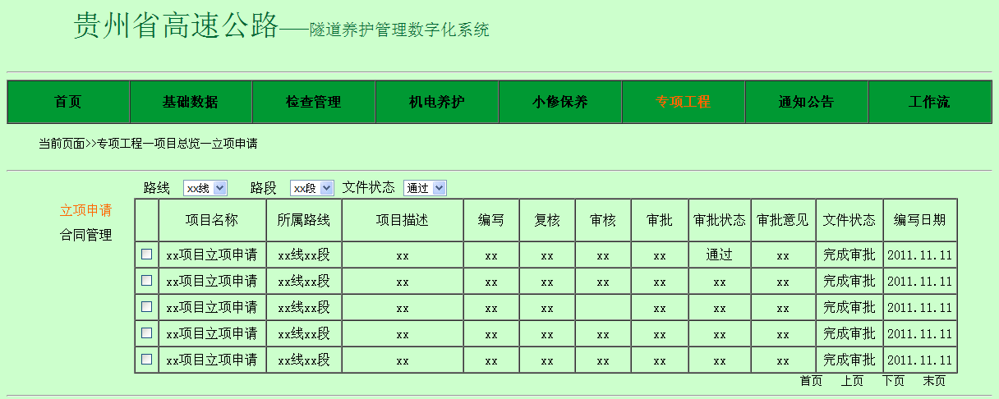 贵州省高速公路——隧道养护管理数字化系统
首页 基础数据 检查管理 机电养护 小修保养 专项工程 通知公告 工作流
当前页面>>专项工程—项目总览—立项申请
路线 xx线 路段 xx段 文件状态 通过
立项申请
合同管理
项目名称 所属路线 项目描述 编写 复核 审核 审批 审批状态 审批意见 文件状态 编写日期
xx项目立项申请 xx线xx段 xx xx xx xx xx 通过 xx 完成审批 2011.11.11
xx项目立项申请 xx线xx段 xx xx xx xx xx xx xx 完成审批 2011.11.11
xx项目立项申请 xx线xx段 xx xx xx xx xx xx 完成审批 2011.11.11
xx项目立项申请 xx线xx段 xx xx xx xx xx xx xx 完成审批 2011.11.11
xx项目立项申请 xx线xx段 xx xx xx xx xx xx xx 完成审批 2011.11.11
首页 上页 下页 末页